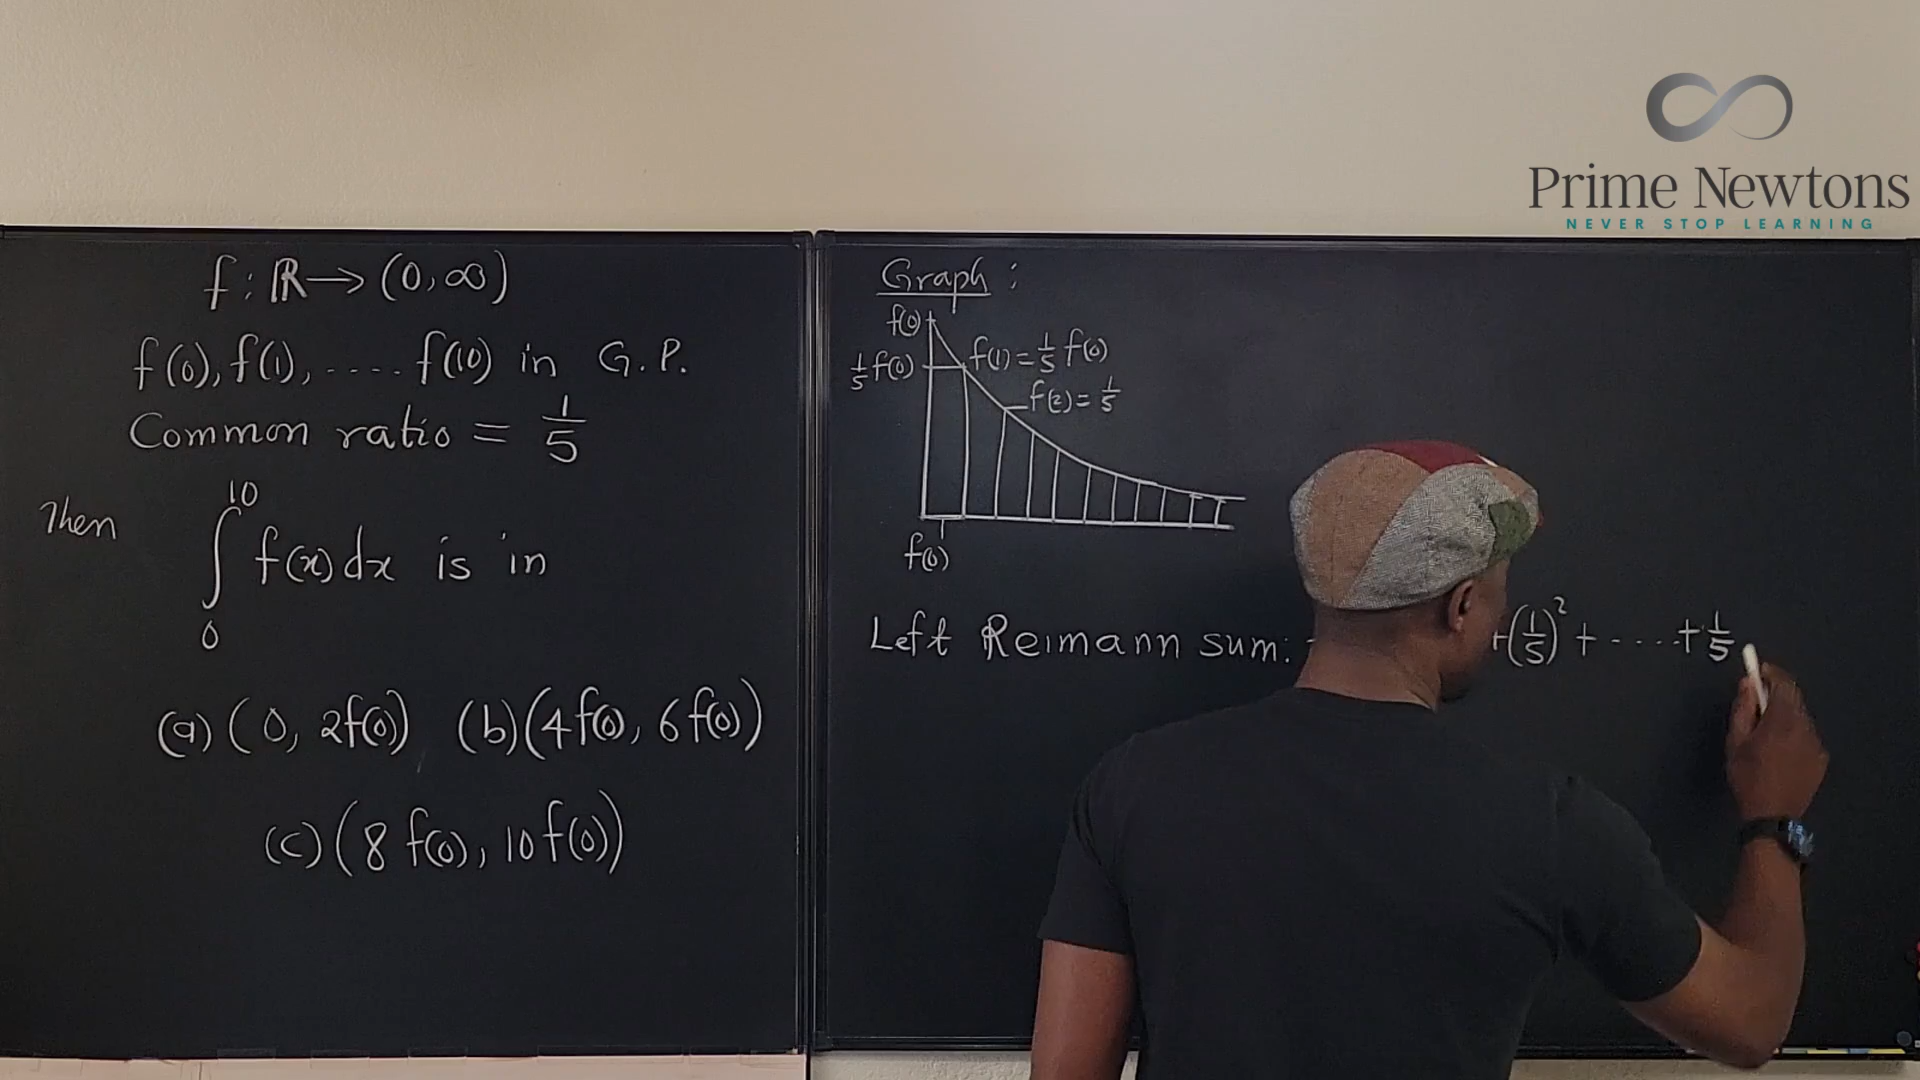 Prime Newtons
NEVER STOP LEARNING
f : ℝ → (0, ∞)
f(0), f(1), .... f(10) in G.P.
Common ratio = 1/5
Then ∫₀¹⁰ f(x) dx is in
(a) (0, 2f(0)) (b) (4f(0), 6f(0))
(c) (8 f(0), 10 f(0))
Graph :
f(0)
1/5 f(0) f(1) = 1/5 f(0)
f(2) = 1/5
f(0)
Left Reimann sum: +(1/5)² + ..... + 1/5